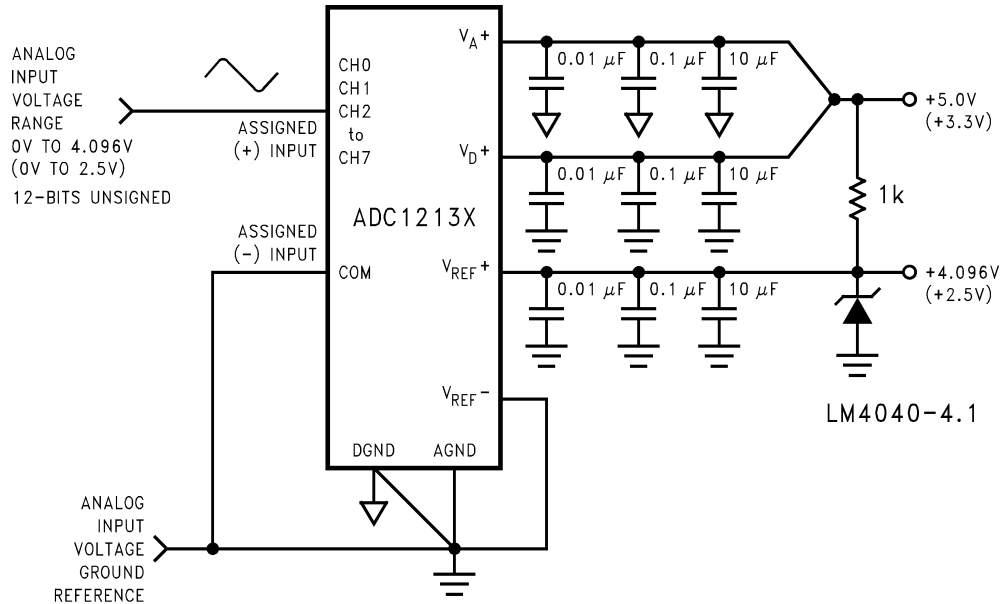 ANALOG
INPUT
VOLTAGE
RANGE
0V TO 4.096V
(0V TO 2.5V)
12-BITS UNSIGNED
ASSIGNED
(+) INPUT
ASSIGNED
(-) INPUT
CH0
CH1
CH2
to
CH7
ADC1213X
COM
VA+
VD+
VREF+
VREF-
DGND
AGND
0.01 μF 0.1 μF 10 μF
0.01 μF 0.1 μF 10 μF
0.01 μF 0.1 μF 10 μF
+5.0V
(+3.3V)
1k
+4.096V
(+2.5V)
LM4040-4.1
ANALOG
INPUT
VOLTAGE
GROUND
REFERENCE